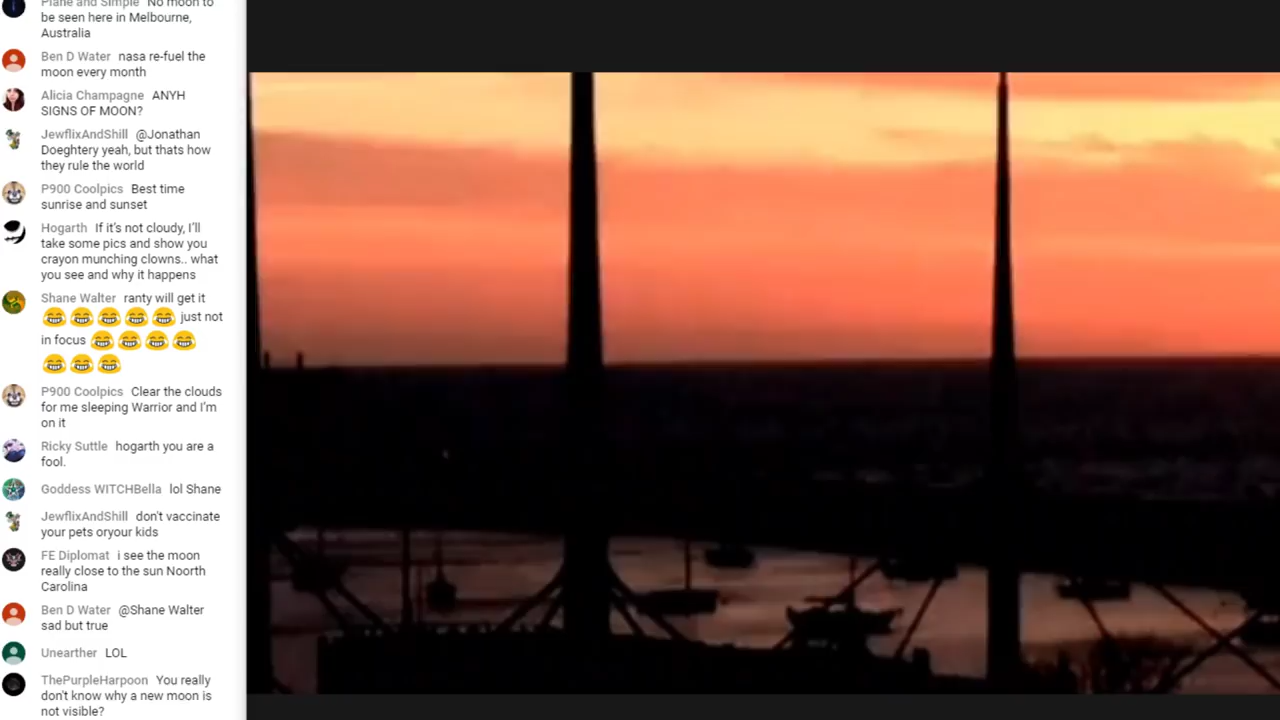 Plane and Simple No moon to
be seen here in Melbourne,
Australia
Ben D Water nasa re-fuel the
moon every month
Alicia Champagne ANYH
SIGNS OF MOON?
JewflixAndShill @Jonathan
Doeghtery yeah, but thats how
they rule the world
P900 Coolpics Best time
sunrise and sunset
Hogarth If it's not cloudy, I'll
take some pics and show you
crayon munching clowns.. what
you see and why it happens
Shane Walter ranty will get it
😂😂😂😂😂 just not
in focus 😂😂😂😂
😂😂😂
P900 Coolpics Clear the clouds
for me sleeping Warrior and I'm
on it
Ricky Suttle hogarth you are a
fool.
Goddess WITCHBella lol Shane
JewflixAndShill don't vaccinate
your pets oryour kids
FE Diplomat i see the moon
really close to the sun Noorth
Carolina
Ben D Water @Shane Walter
sad but true
Unearther LOL
ThePurpleHarpoon You really
don't know why a new moon is
not visible?